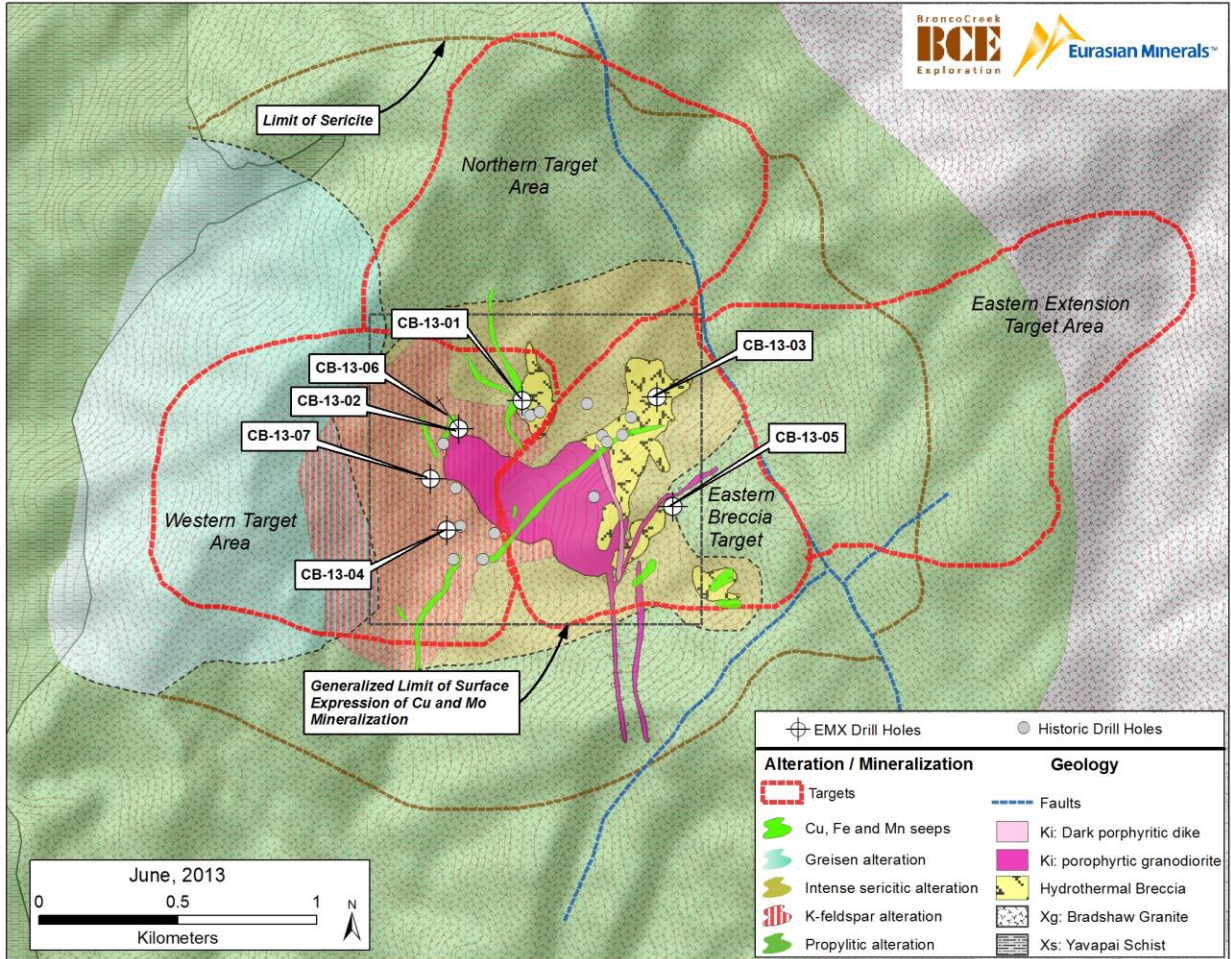 BroncoCreek
BCE
Exploration
Eurasian Minerals™
Limit of Sericite
Northern Target
Area
Eastern Extension
Target Area
CB-13-01
CB-13-03
CB-13-06
CB-13-02
CB-13-07
CB-13-05
Western Target
Area
Eastern
Breccia
Target
CB-13-04
Generalized Limit of Surface
Expression of Cu and Mo
Mineralization
EMX Drill Holes
Historic Drill Holes
Alteration / Mineralization
Targets
Cu, Fe and Mn seeps
Greisen alteration
Intense sericitic alteration
K-feldspar alteration
Propylitic alteration
Geology
Faults
Ki: Dark porphyritic dike
Ki: porophyrtic granodiorite
Hydrothermal Breccia
Xg: Bradshaw Granite
Xs: Yavapai Schist
June, 2013
0 0.5 1
Kilometers
N